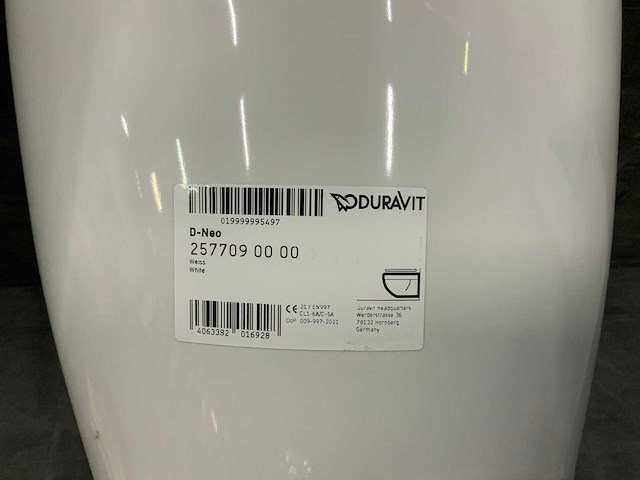 DURAVIT
019999995497
D-Neo
257709 00 00
Weiss
White
CE 21 / EN997
CL1-6A/C-5A
DoP 009-997-2021
4063382 016928
Duravit Headquarters
Werderstrasse 36
78132 Hornberg
Germany